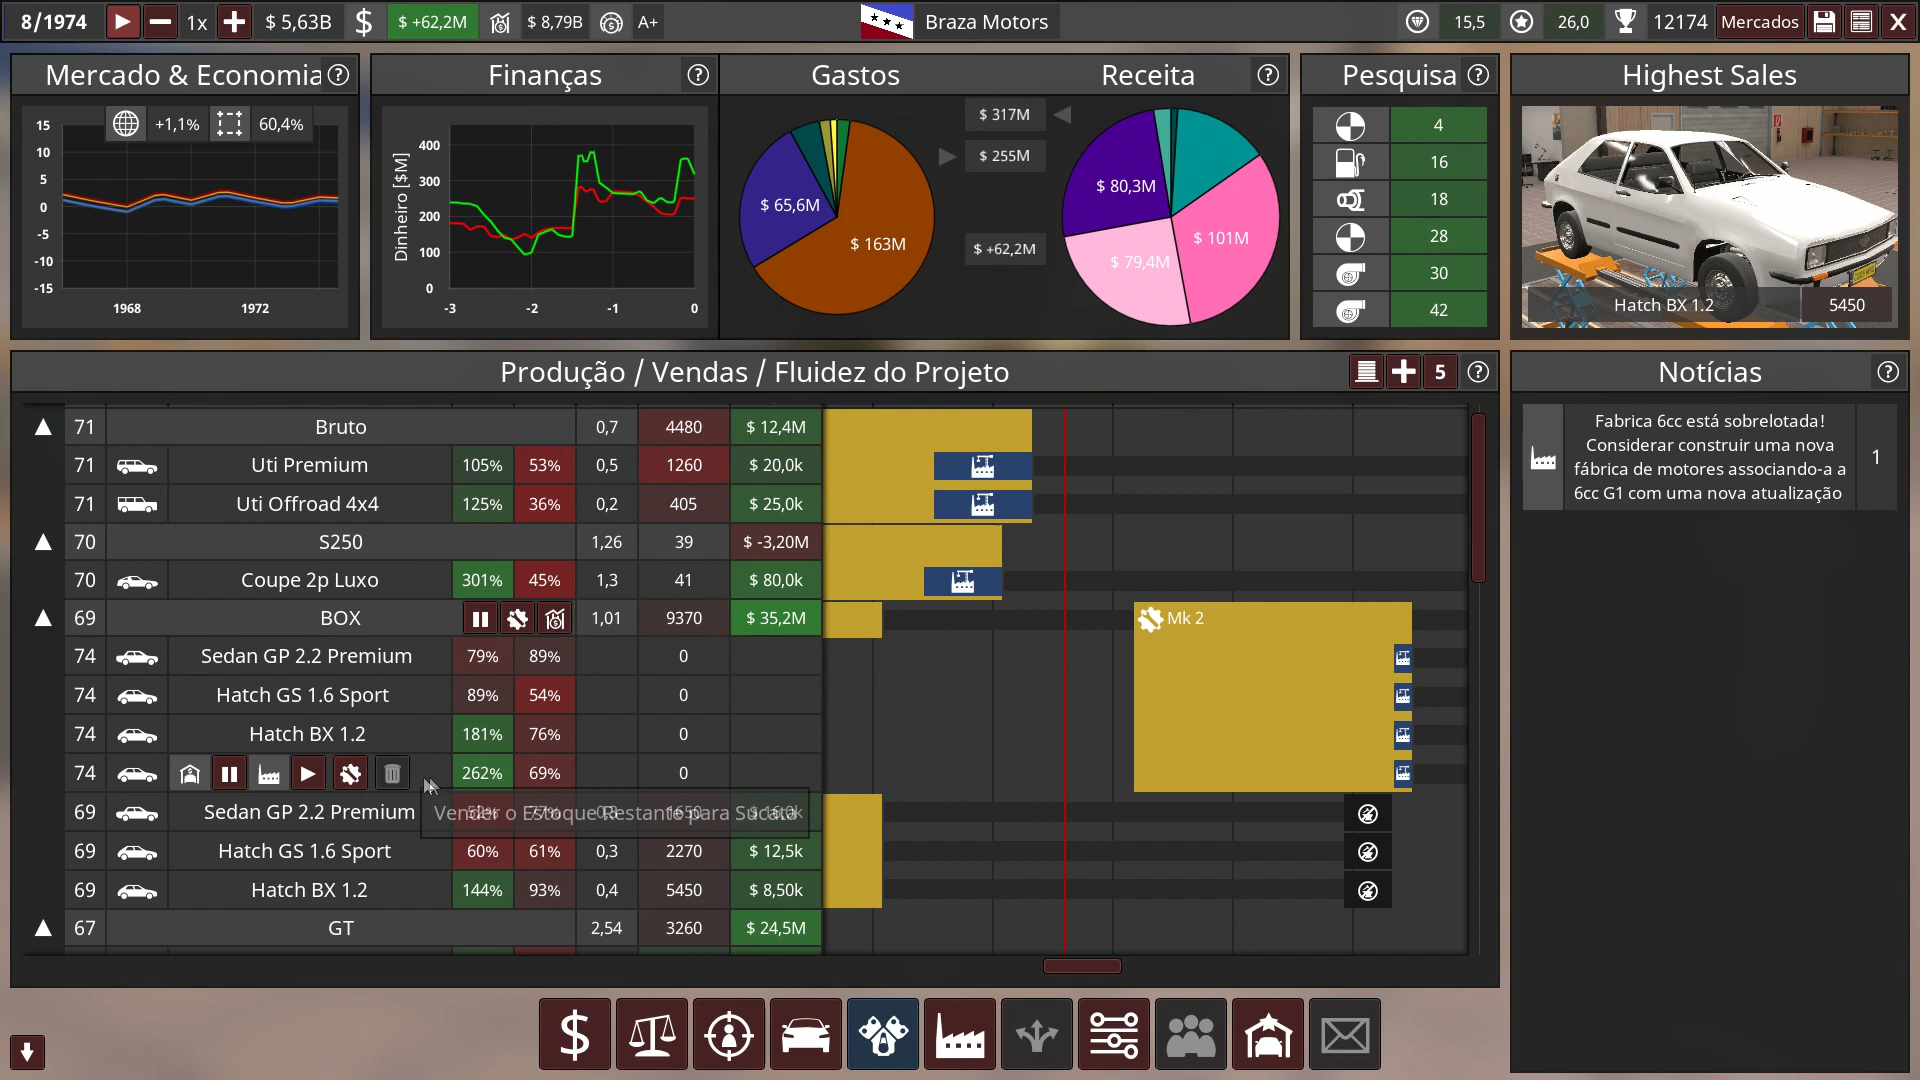 8/1974
1x
$ 5,63B
$ +62,2M
$ 8,79B
A+
Braza Motors
15,5
26,0
12174
Mercados
Mercado & Economia
+1,1%
60,4%
15
10
5
0
-5
-10
-15
1968
1972
Finanças
Dinheiro [$M]
400
300
200
100
0
-3
-2
-1
0
Gastos
$ 65,6M
$ 163M
$ 317M
$ 255M
$ +62,2M
Receita
$ 80,3M
$ 101M
$ 79,4M
Pesquisa
4
16
18
28
30
42
Highest Sales
Hatch BX 1.2
5450
Produção / Vendas / Fluidez do Projeto
5
71 Bruto 0,7 4480 $ 12,4M
71 Uti Premium 105% 53% 0,5 1260 $ 20,0k
71 Uti Offroad 4x4 125% 36% 0,2 405 $ 25,0k
70 S250 1,26 39 $ -3,20M
70 Coupe 2p Luxo 301% 45% 1,3 41 $ 80,0k
69 BOX 1,01 9370 $ 35,2M
Mk 2
74 Sedan GP 2.2 Premium 79% 89% 0
74 Hatch GS 1.6 Sport 89% 54% 0
74 Hatch BX 1.2 181% 76% 0
74 262% 69% 0
69 Sedan GP 2.2 Premium 52% 77% 1650
Vender o Estoque Restante para Sucata
69 Hatch GS 1.6 Sport 60% 61% 0,3 2270 $ 12,5k
69 Hatch BX 1.2 144% 93% 0,4 5450 $ 8,50k
67 GT 2,54 3260 $ 24,5M
Notícias
Fabrica 6cc está sobrelotada!
Considerar construir uma nova
fábrica de motores associando-a a
6cc G1 com uma nova atualização
1